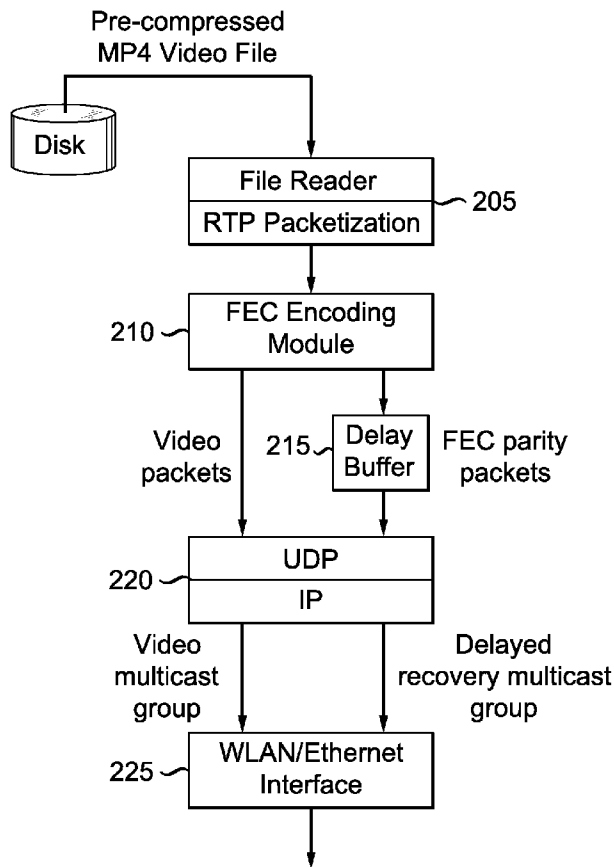 Pre-compressed
MP4 Video File
Disk
File Reader
205
RTP Packetization
210
FEC Encoding
Module
Video
packets
215
Delay
Buffer
FEC parity
packets
220
UDP
IP
Video
multicast
group
Delayed
recovery multicast
group
225
WLAN/Ethernet
Interface